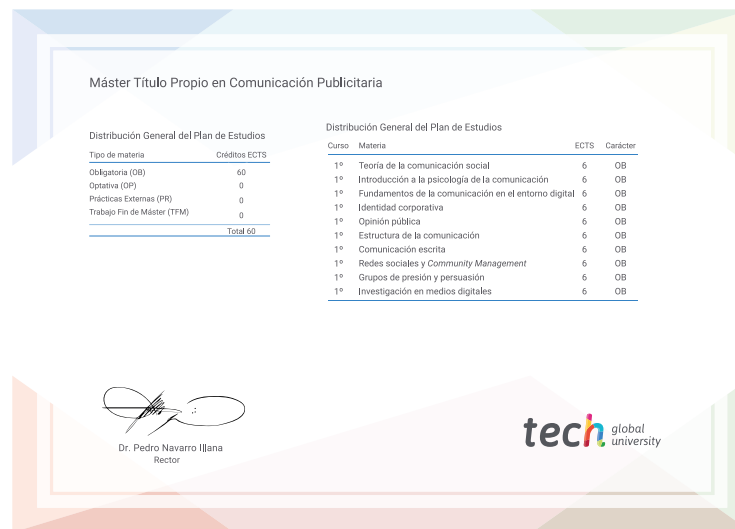 Máster Título Propio en Comunicación Publicitaria
Distribución General del Plan de Estudios
Tipo de materia Créditos ECTS
Obligatoria (OB) 60
Optativa (OP) 0
Prácticas Externas (PR) 0
Trabajo Fin de Máster (TFM) 0
Total 60
Distribución General del Plan de Estudios
Curso Materia ECTS Carácter
1º Teoría de la comunicación social 6 OB
1º Introducción a la psicología de la comunicación 6 OB
1º Fundamentos de la comunicación en el entorno digital 6 OB
1º Identidad corporativa 6 OB
1º Opinión pública 6 OB
1º Estructura de la comunicación 6 OB
1º Comunicación escrita 6 OB
1º Redes sociales y Community Management 6 OB
1º Grupos de presión y persuasión 6 OB
1º Investigación en medios digitales 6 OB
Dr. Pedro Navarro Illana
Rector
tech global university